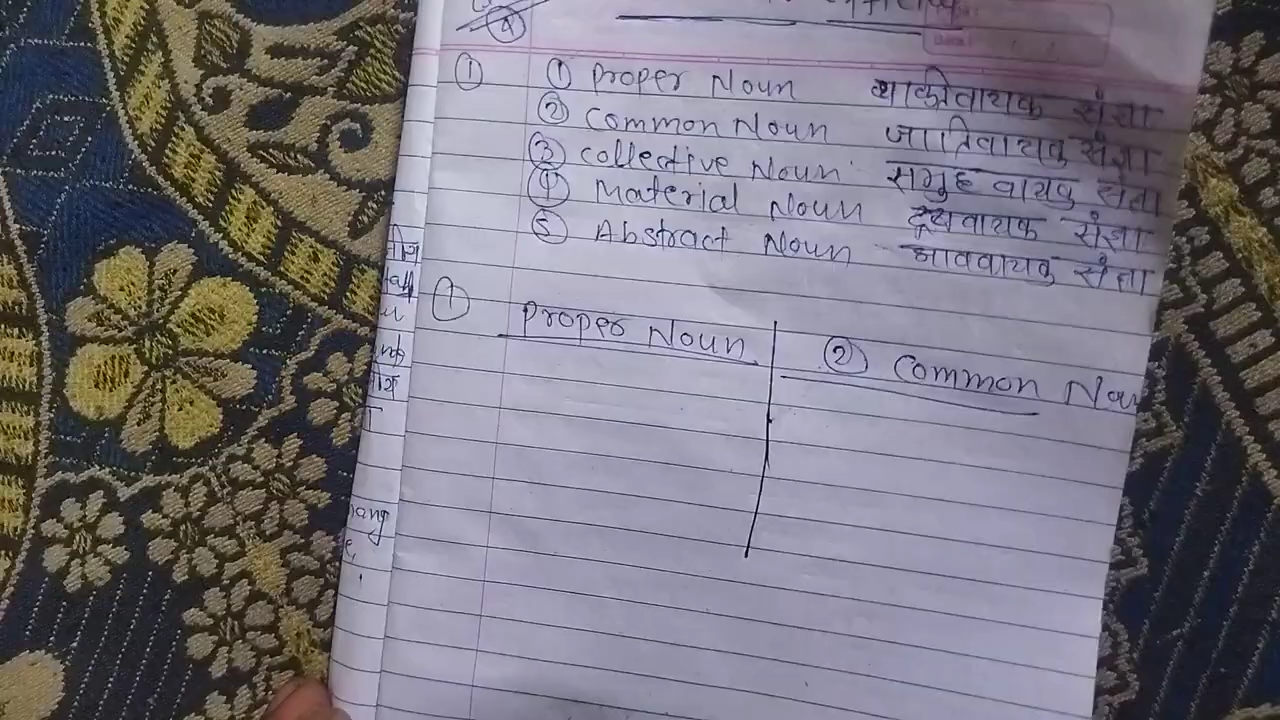 ①
① Proper Noun व्यक्तिवाचक संज्ञा
② Common Noun जातिवाचक संज्ञा
③ Collective Noun समुह वाचक संज्ञा
④ Material Noun द्रव्यवाचक संज्ञा
⑤ Abstract Noun भाववाचक संज्ञा
① Proper Noun
② Common Noun